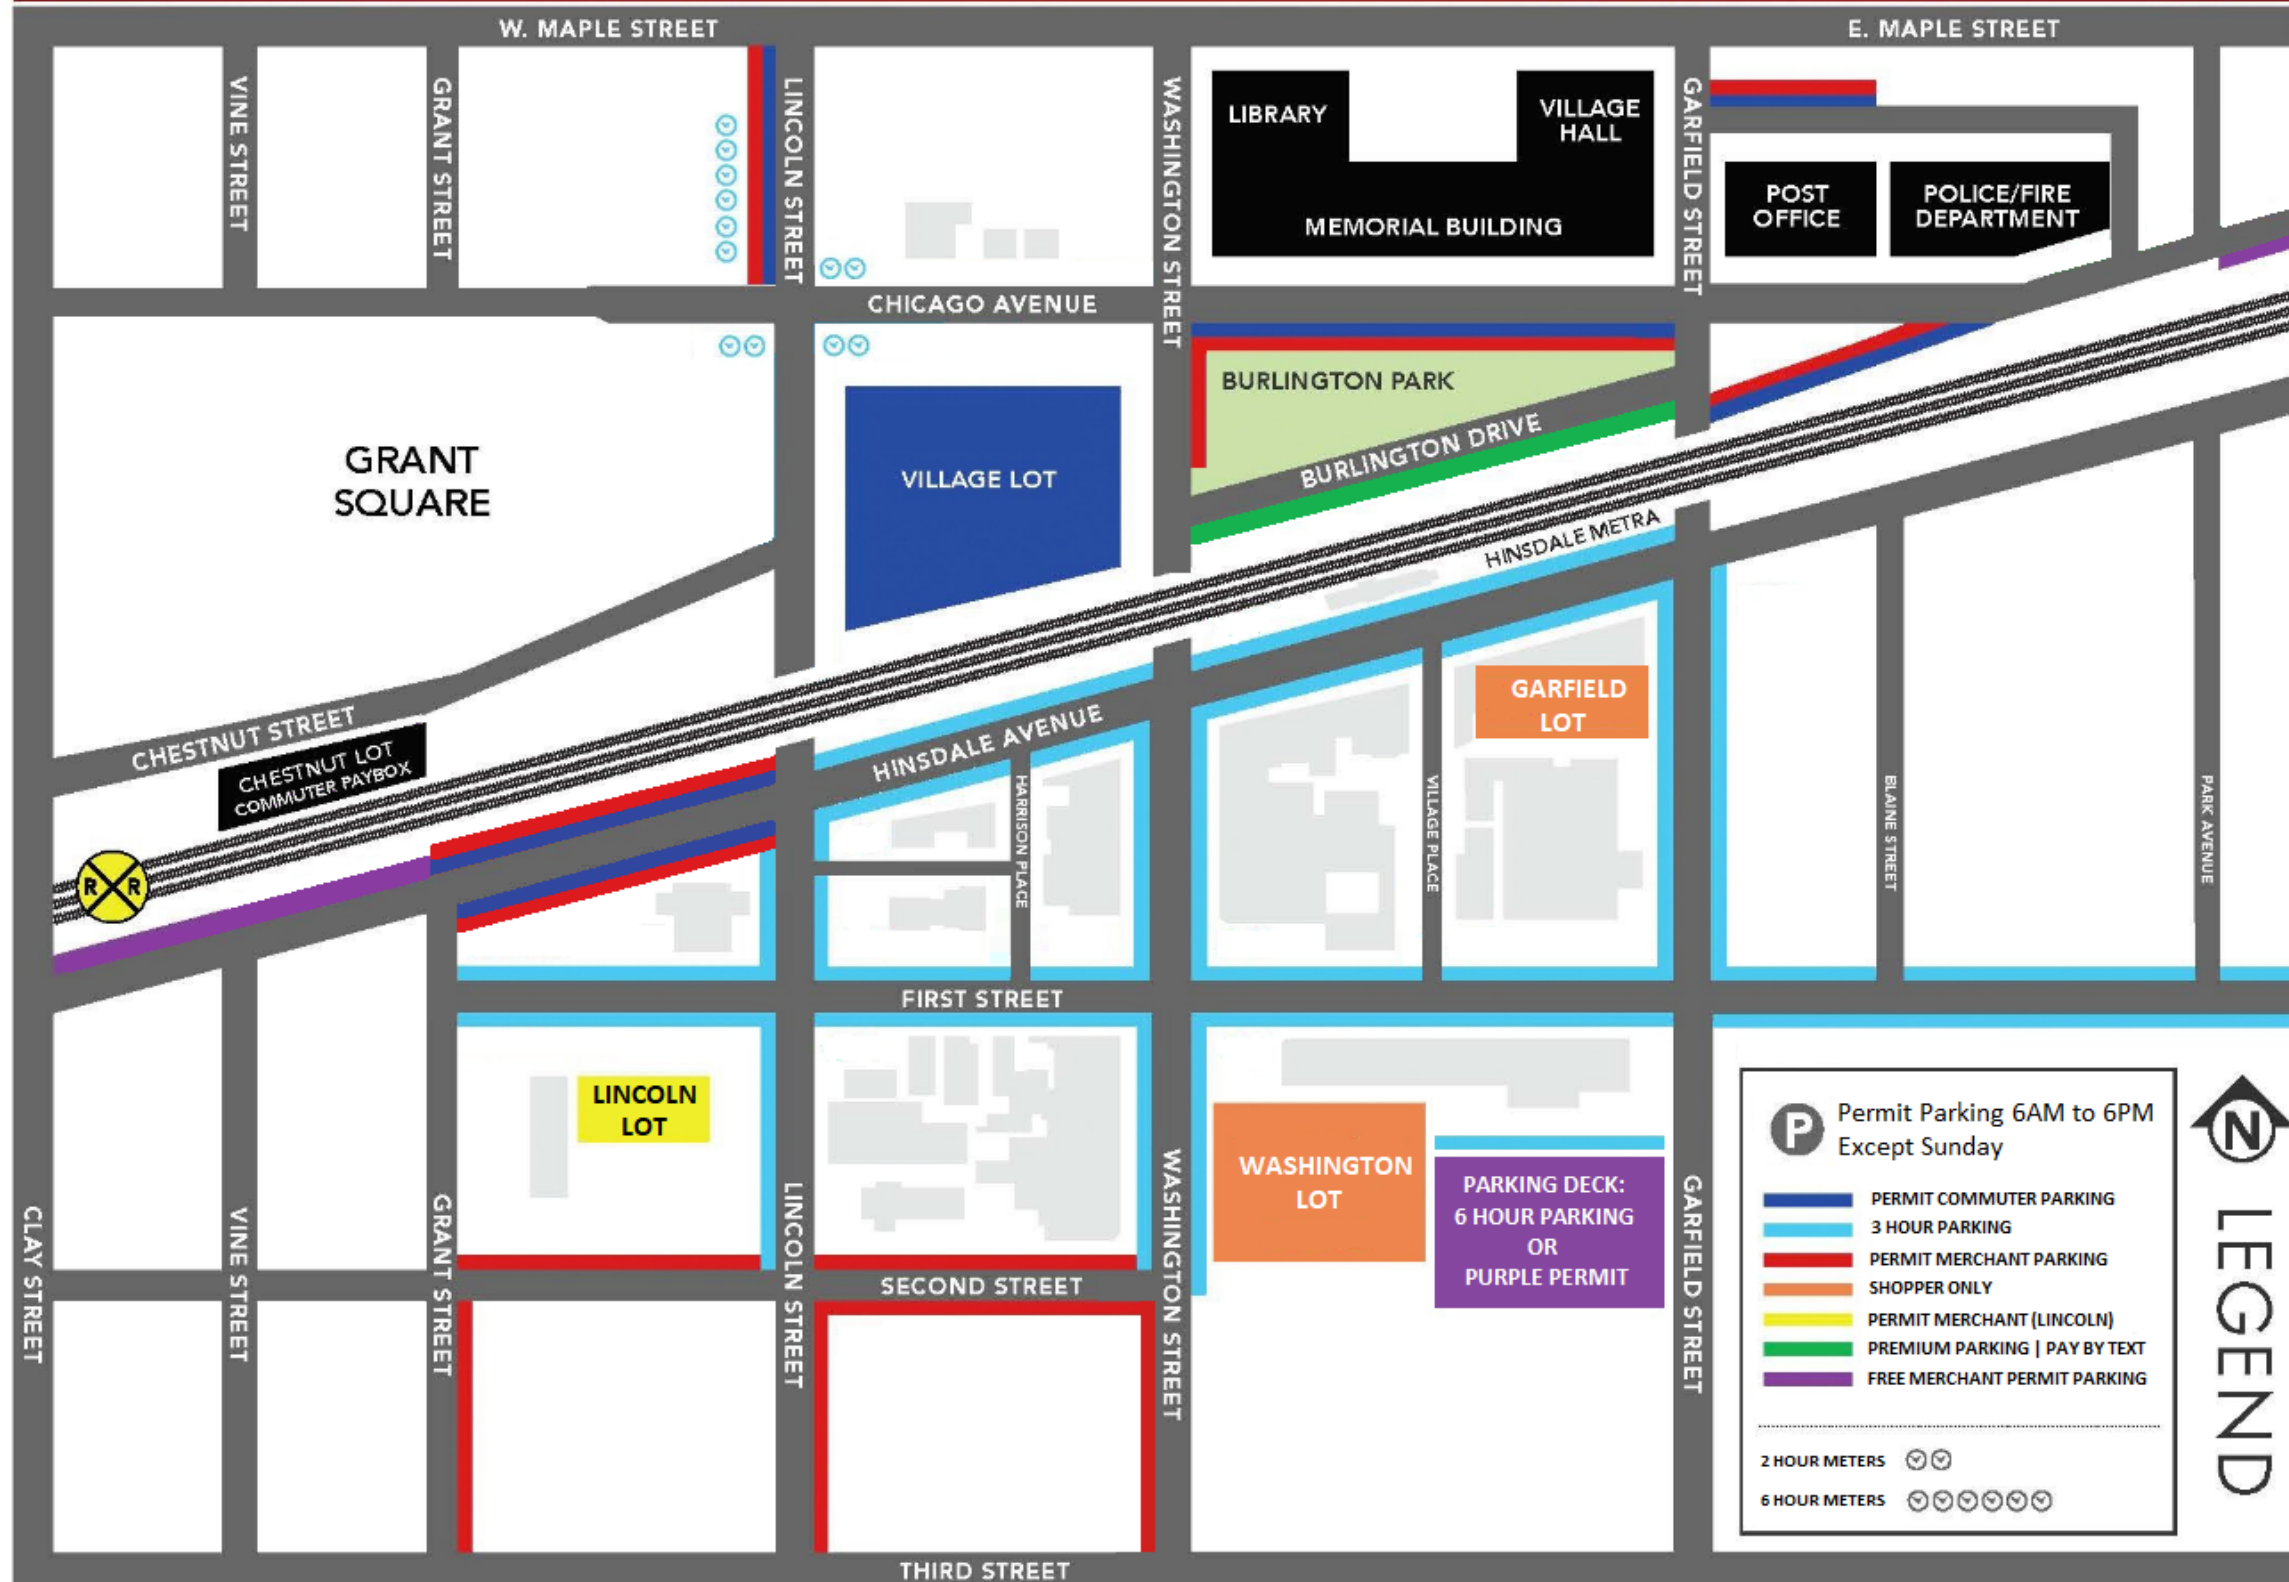 W. MAPLE STREET
E. MAPLE STREET
VINE STREET
GRANT STREET
LINCOLN STREET
WASHINGTON STREET
GARFIELD STREET
LIBRARY
VILLAGE
HALL
MEMORIAL BUILDING
POST
OFFICE
POLICE/FIRE
DEPARTMENT
CHICAGO AVENUE
BURLINGTON PARK
BURLINGTON DRIVE
GRANT
SQUARE
VILLAGE LOT
HINSDALE METRA
CHESTNUT STREET
CHESTNUT LOT
COMMUTER PAYBOX
HINSDALE AVENUE
GARFIELD
LOT
HARRISON PLACE
VILLAGE PLACE
BLAINE STREET
PARK AVENUE
R R
FIRST STREET
LINCOLN
LOT
WASHINGTON
LOT
PARKING DECK:
6 HOUR PARKING
OR
PURPLE PERMIT
CLAY STREET
VINE STREET
GRANT STREET
LINCOLN STREET
WASHINGTON STREET
GARFIELD STREET
SECOND STREET
THIRD STREET
P
Permit Parking 6AM to 6PM
Except Sunday
PERMIT COMMUTER PARKING
3 HOUR PARKING
PERMIT MERCHANT PARKING
SHOPPER ONLY
PERMIT MERCHANT (LINCOLN)
PREMIUM PARKING | PAY BY TEXT
FREE MERCHANT PERMIT PARKING
2 HOUR METERS
6 HOUR METERS
N
LEGEND